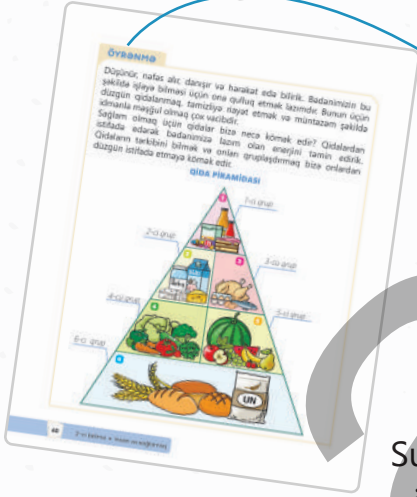 ÖYRƏNMƏ
Düşünür, nəfəs alır, danışır və hərəkət edə bilirik. Bədənimizin bu
şəkildə işləyə bilməsi üçün ona qulluq etmək lazımdır. Bunun üçün
düzgün qidalanmaq, təmizliyə riayət etmək və müntəzəm şəkildə
idmanla məşğul olmaq çox vacibdir.
Sağlam olmaq üçün qidalar bizə necə kömək edir? Qidalardan
istifadə edərək bədənimizə lazım olan enerjini təmin edirik.
Qidaların tərkibini bilmək və onları qruplaşdırmaq bizə onlardan
düzgün istifadə etməyə kömək edir.
QİDA PİRAMİDASI
1-ci qrup
2-ci qrup
3-cü qrup
4-cü qrup
5-ci qrup
6-cı qrup
UN
60
Su